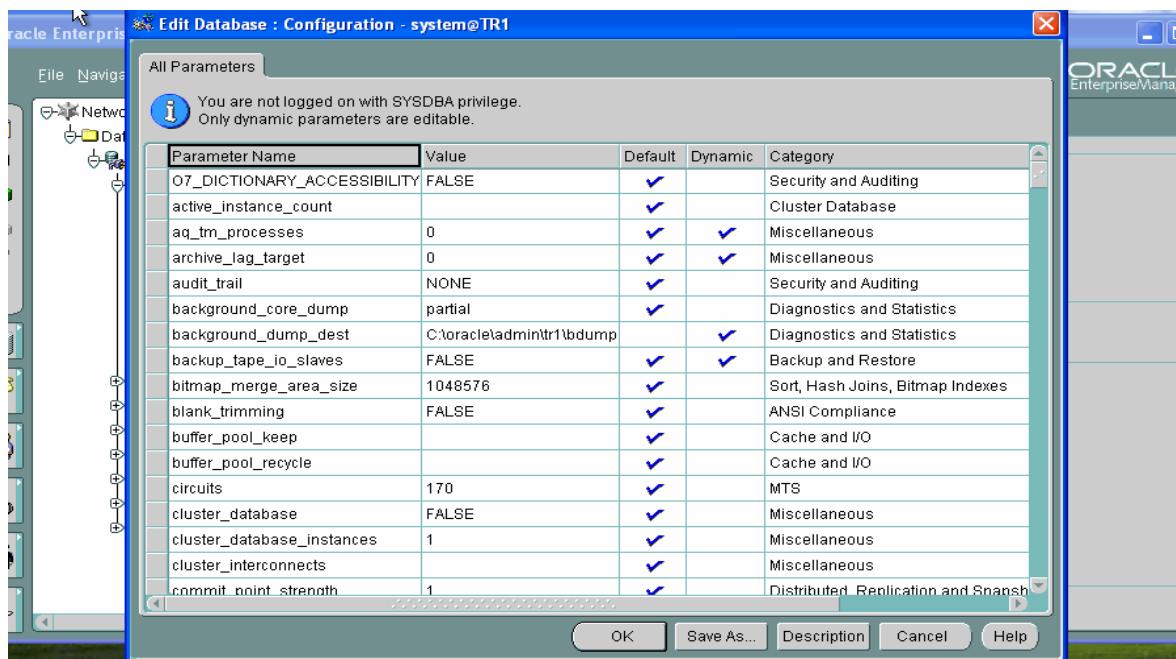 Edit Database : Configuration - system@TR1
racle Enterpris
File Naviga
ORACL
EnterpriseMana
Netwo
Dat
All Parameters
You are not logged on with SYSDBA privilege.
Only dynamic parameters are editable.
Parameter Name Value Default Dynamic Category
O7_DICTIONARY_ACCESSIBILITY FALSE Security and Auditing
active_instance_count Cluster Database
aq_tm_processes 0 Miscellaneous
archive_lag_target 0 Miscellaneous
audit_trail NONE Security and Auditing
background_core_dump partial Diagnostics and Statistics
background_dump_dest C:\oracle\admin\tr1\bdump Diagnostics and Statistics
backup_tape_io_slaves FALSE Backup and Restore
bitmap_merge_area_size 1048576 Sort, Hash Joins, Bitmap Indexes
blank_trimming FALSE ANSI Compliance
buffer_pool_keep Cache and I/O
buffer_pool_recycle Cache and I/O
circuits 170 MTS
cluster_database FALSE Miscellaneous
cluster_database_instances 1 Miscellaneous
cluster_interconnects Miscellaneous
commit_point_strength 1 Distributed, Replication and Snapsh
OK Save As... Description Cancel Help